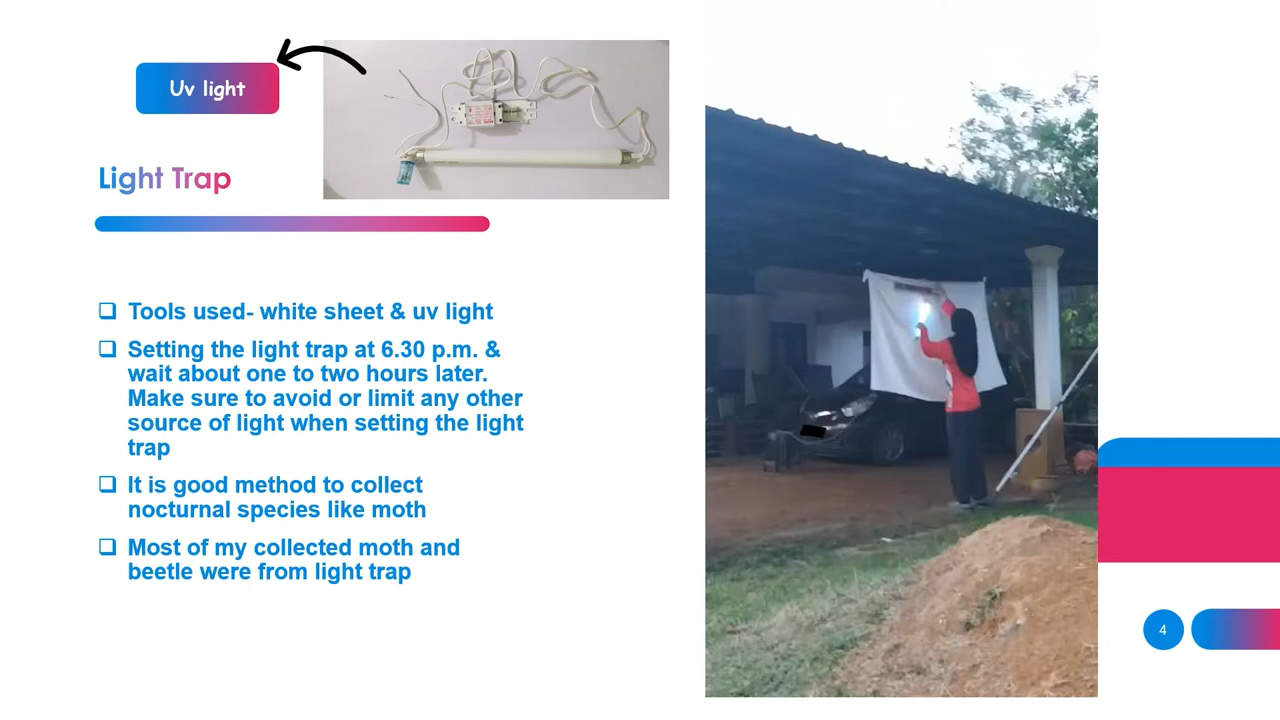 Uv light
Light Trap
Tools used- white sheet & uv light
Setting the light trap at 6.30 p.m. &
wait about one to two hours later.
Make sure to avoid or limit any other
source of light when setting the light
trap
It is good method to collect
nocturnal species like moth
Most of my collected moth and
beetle were from light trap
4